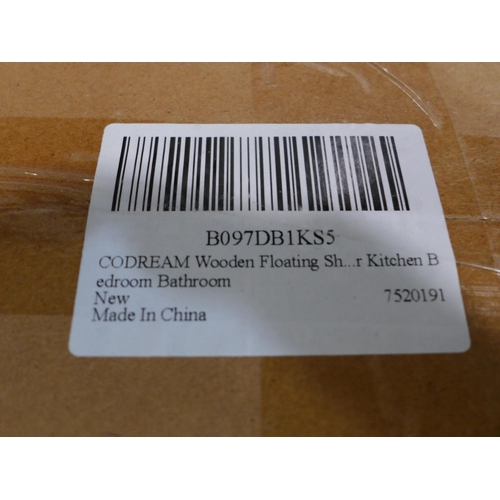 B097DB1KS5
CODREAM Wooden Floating Sh...r Kitchen B
edroom Bathroom
New 7520191
Made In China